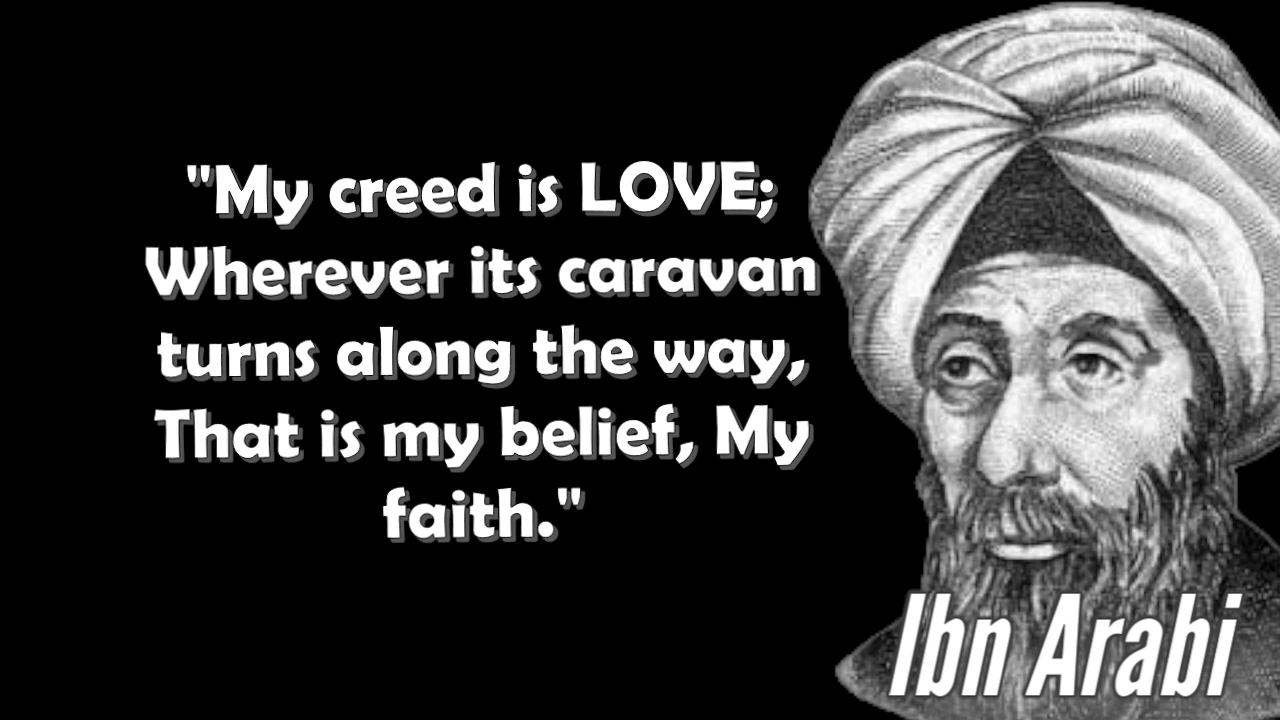 "My creed is LOVE;
Wherever its caravan
turns along the way,
That is my belief, My
faith."
Ibn Arabi